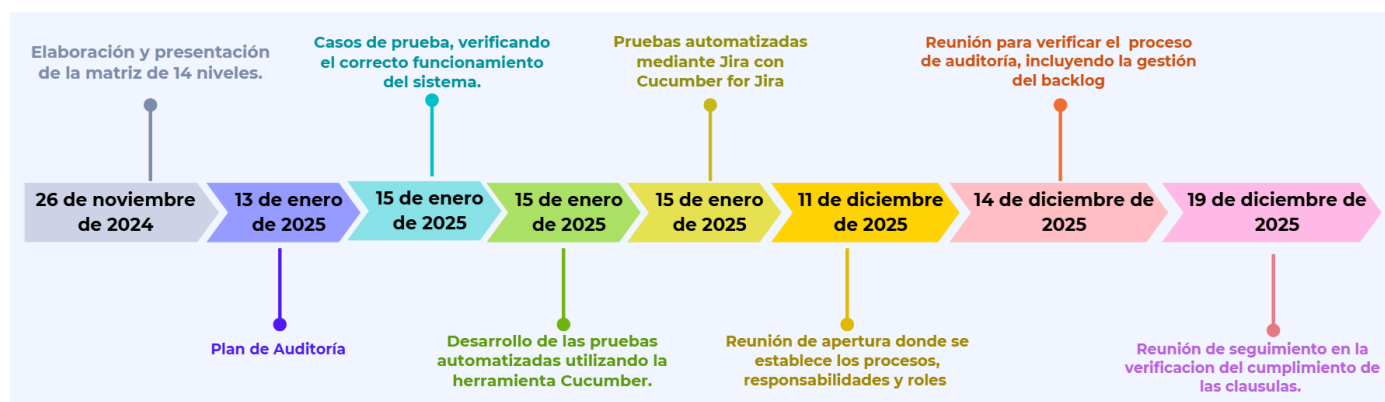 Elaboración y presentación
de la matriz de 14 niveles.
Casos de prueba, verificando
el correcto funcionamiento
del sistema.
Pruebas automatizadas
mediante Jira con
Cucumber for Jira
Reunión para verificar el proceso
de auditoría, incluyendo la gestión
del backlog
26 de noviembre
de 2024
13 de enero
de 2025
15 de enero
de 2025
15 de enero
de 2025
15 de enero
de 2025
11 de diciembre
de 2025
14 de diciembre de
2025
19 de diciembre de
2025
Plan de Auditoría
Desarrollo de las pruebas
automatizadas utilizando la
herramienta Cucumber.
Reunión de apertura donde se
establece los procesos,
responsabilidades y roles
Reunión de seguimiento en la
verificacion del cumplimiento de
las clausulas.